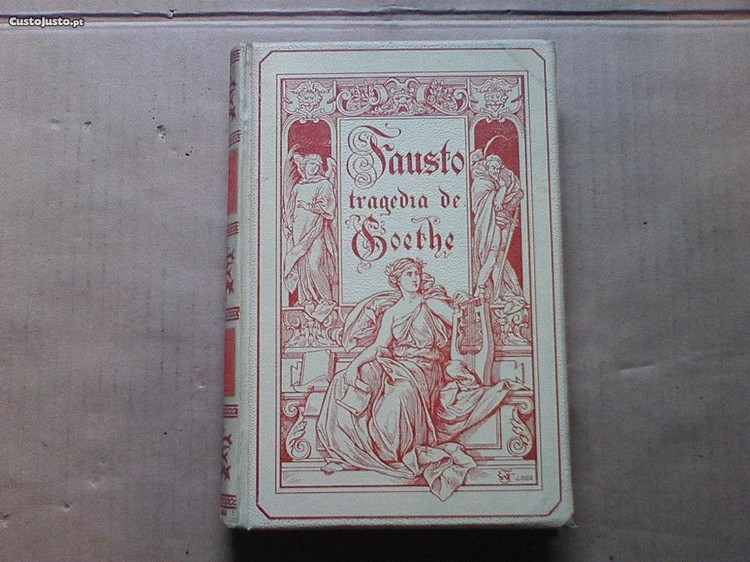 CustoJusto.pt
Fausto
tragedia de
Goethe